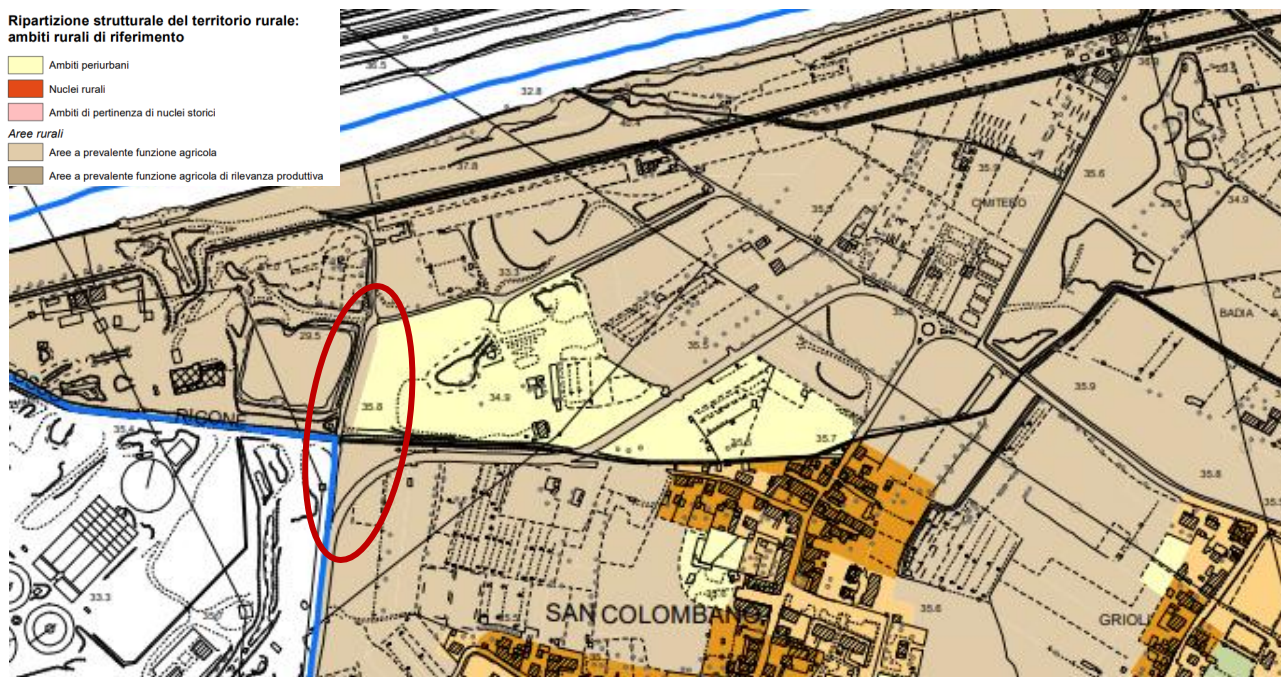 Ripartizione strutturale del territorio rurale:
ambiti rurali di riferimento
Ambiti periurbani
Nuclei rurali
Ambiti di pertinenza di nuclei storici
Aree rurali
Aree a prevalente funzione agricola
Aree a prevalente funzione agricola di rilevanza produttiva
36.5
32.8
37.8
35.6
34.9
CIMITERO
33.3
BADIA
29.5
35.8
34.9
35.9
35.7
35.4
33.3
35.8
35.6
SAN COLOMBANO